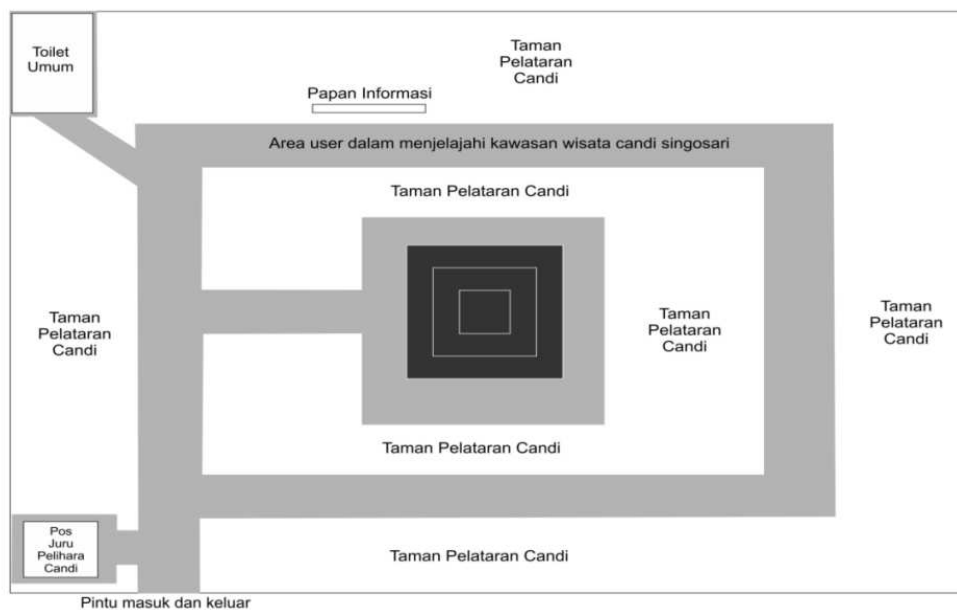 Toilet
Umum
Taman
Pelataran
Candi
Papan Informasi
Area user dalam menjelajahi kawasan wisata candi singosari
Taman Pelataran Candi
Taman
Pelataran
Candi
Taman
Pelataran
Candi
Taman
Pelataran
Candi
Taman Pelataran Candi
Pos
Juru
Pelihara
Candi
Taman Pelataran Candi
Pintu masuk dan keluar